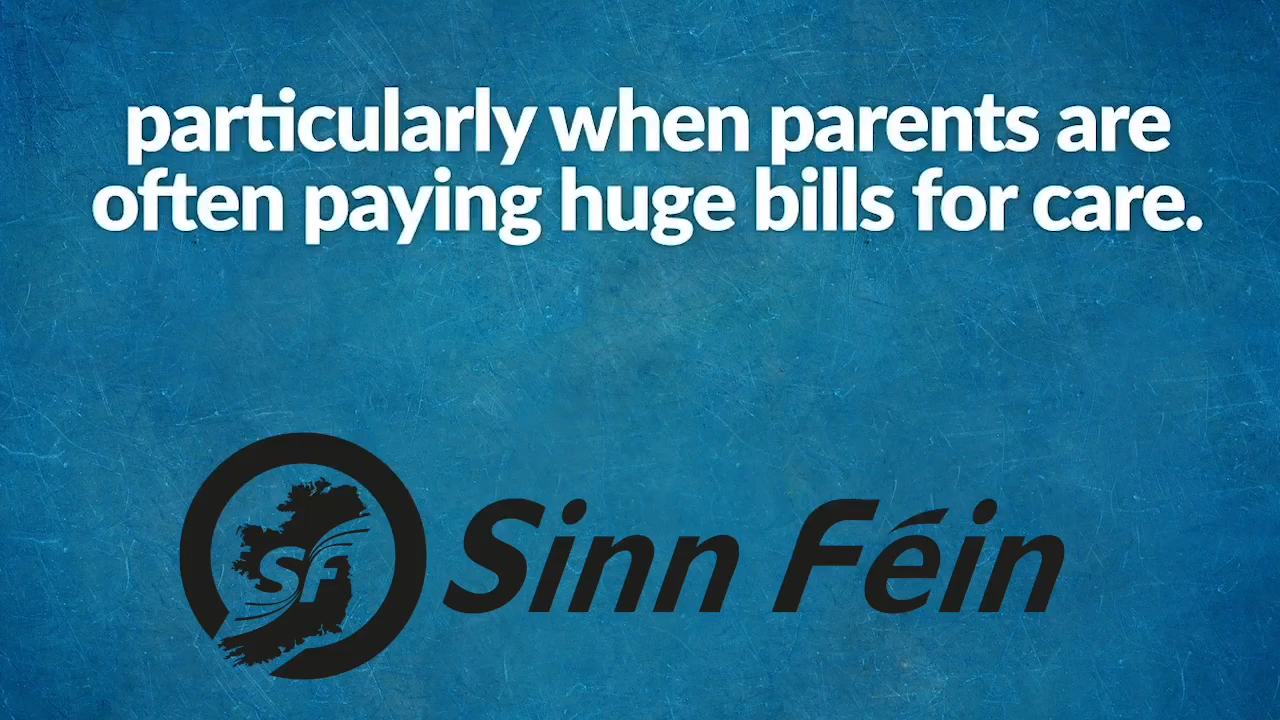 particularly when parents are
often paying huge bills for care.
SF
Sinn Féin